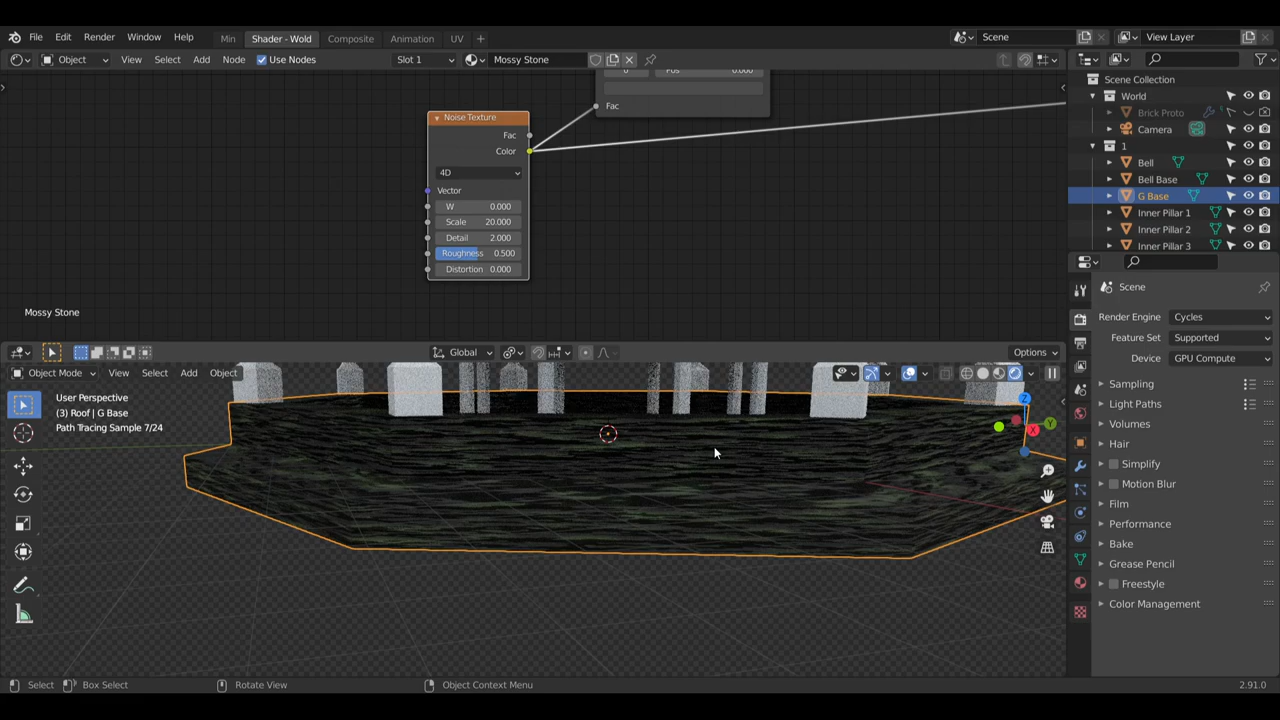 File Edit Render Window Help Min Shader - Wold Composite Animation UV + Scene View Layer
Object View Select Add Node Use Nodes Slot 1 Mossy Stone
Scene Collection
World
Brick Proto
Camera
1
Bell
Bell Base
G Base
Inner Pillar 1
Inner Pillar 2
Inner Pillar 3
0 Pos 0.000
Fac
Noise Texture
Fac
Color
4D
Vector
W 0.000
Scale 20.000
Detail 2.000
Roughness 0.500
Distortion 0.000
Mossy Stone
Scene
Render Engine Cycles
Feature Set Supported
Device GPU Compute
Sampling
Light Paths
Volumes
Hair
Simplify
Motion Blur
Film
Performance
Bake
Grease Pencil
Freestyle
Color Management
Global Options
Object Mode View Select Add Object
User Perspective
(3) Roof | G Base
Path Tracing Sample 7/24
Z
Y
X
Select Box Select Rotate View Object Context Menu 2.91.0